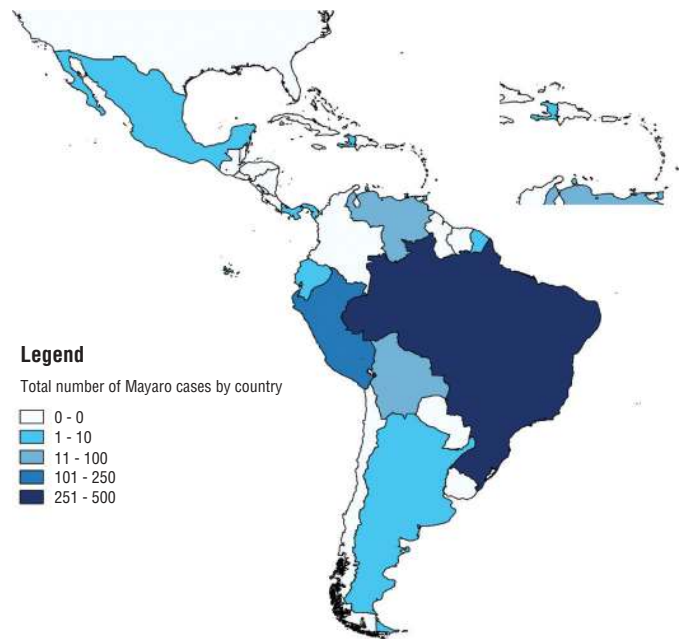 Legend
Total number of Mayaro cases by country
0 - 0
1 - 10
11 - 100
101 - 250
251 - 500